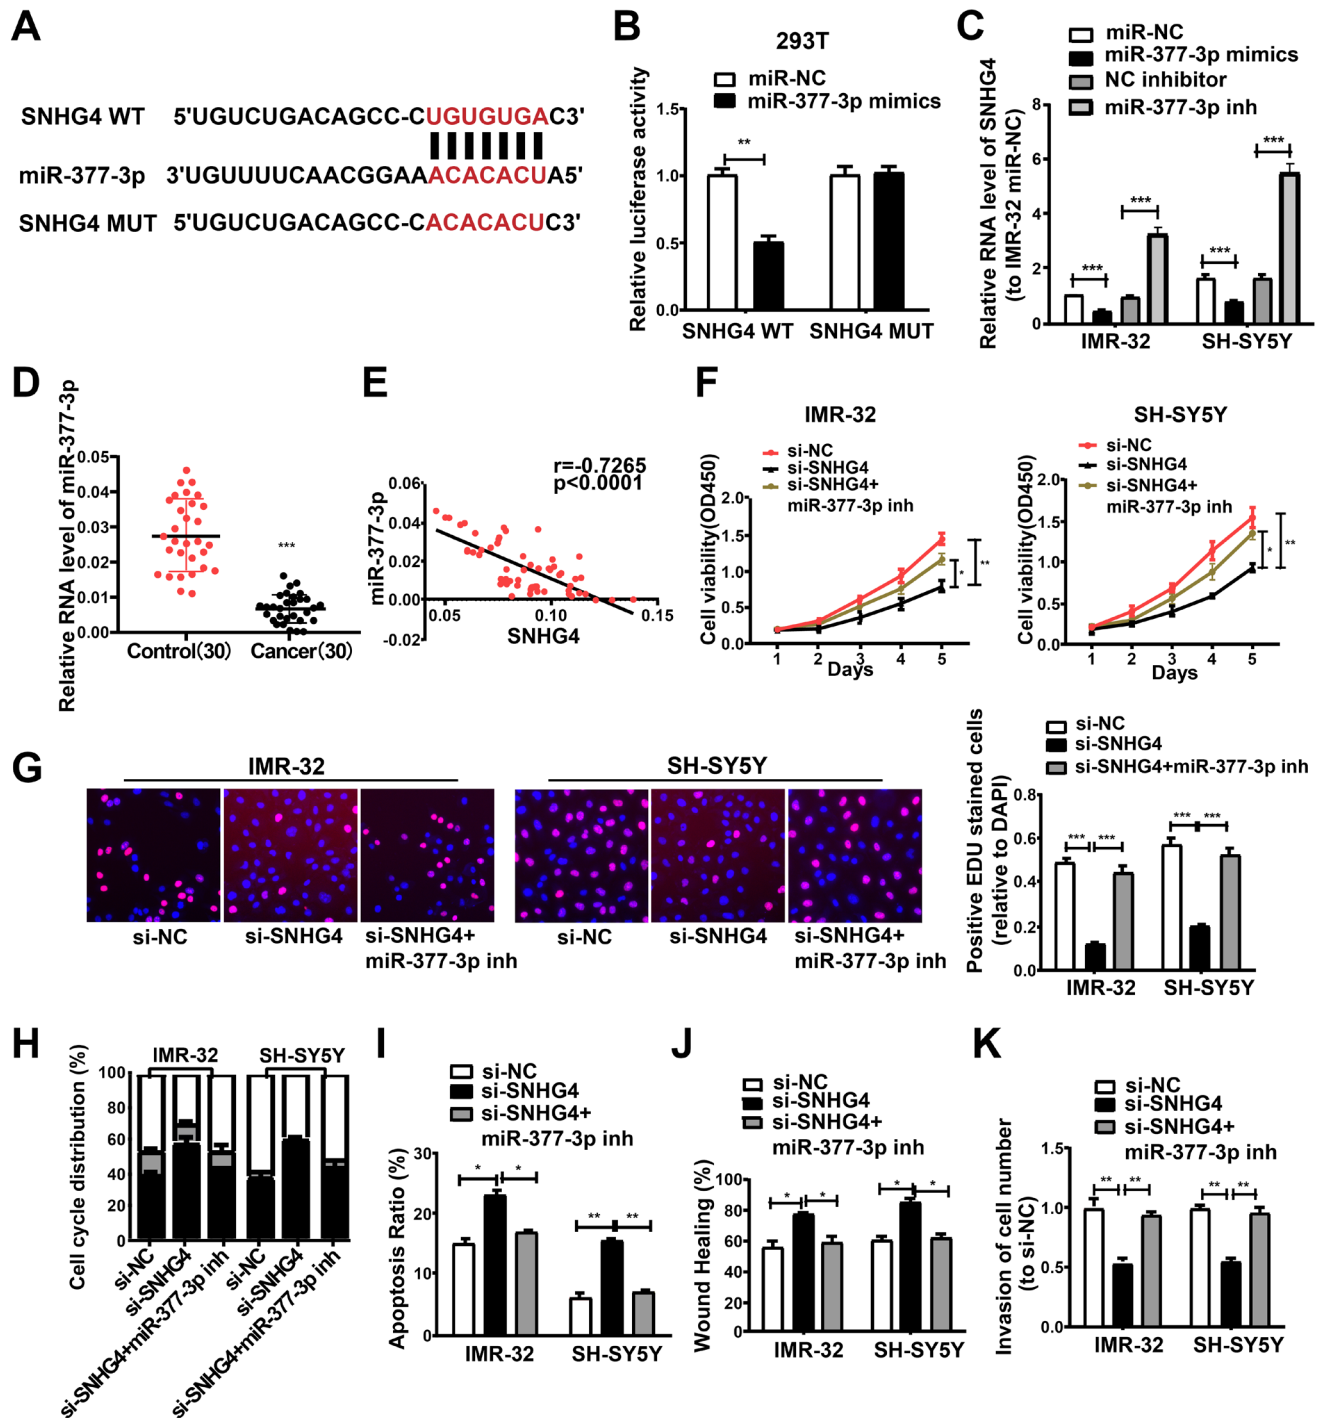 A
SNHG4 WT 5'UGUCUGACAGCC-CUGUGUGAC3'
miR-377-3p 3'UGUUUUCAACGGAAACACACUA5'
SNHG4 MUT 5'UGUCUGACAGCC-CACACACUC3'
B
293T
miR-NC
miR-377-3p mimics
Relative luciferase activity
1.5
1.0
0.5
0.0
**
SNHG4 WT SNHG4 MUT
C
miR-NC
miR-377-3p mimics
NC inhibitor
miR-377-3p inh
Relative RNA level of SNHG4
(to IMR-32 miR-NC)
8
6
4
2
0
*** *** *** ***
IMR-32 SH-SY5Y
D
Relative RNA level of miR-377-3p
0.05
0.04
0.03
0.02
0.01
0.00
***
Control(30) Cancer(30)
E
r=-0.7265
p<0.0001
miR-377-3p
0.06
0.04
0.02
0.00
-0.02
0.05 0.10 0.15
SNHG4
F
IMR-32
si-NC
si-SNHG4
si-SNHG4+
miR-377-3p inh
Cell viability(OD450)
2.0
1.5
1.0
0.5
0.0
* **
1 2 3 4 5
Days
SH-SY5Y
si-NC
si-SNHG4
si-SNHG4+
miR-377-3p inh
Cell viability(OD450)
2.0
1.5
1.0
0.5
0.0
* **
1 2 3 4 5
Days
G
IMR-32 SH-SY5Y
si-NC si-SNHG4 si-SNHG4+
miR-377-3p inh
si-NC si-SNHG4 si-SNHG4+
miR-377-3p inh
si-NC
si-SNHG4
si-SNHG4+miR-377-3p inh
Positive EDU stained cells
(relative to DAPI)
0.8
0.6
0.4
0.2
0.0
*** *** *** ***
IMR-32 SH-SY5Y
H
IMR-32 SH-SY5Y
Cell cycle distribution (%)
100
80
60
40
20
0
si-NC
si-SNHG4
si-SNHG4+miR-377-3p inh
si-NC
si-SNHG4
si-SNHG4+miR-377-3p inh
I
si-NC
si-SNHG4
si-SNHG4+
miR-377-3p inh
Apoptosis Ratio (%)
30
20
10
0
* * ** **
IMR-32 SH-SY5Y
J
si-NC
si-SNHG4
si-SNHG4+
miR-377-3p inh
Wound Healing (%)
100
80
60
40
20
0
* * * *
IMR-32 SH-SY5Y
K
si-NC
si-SNHG4
si-SNHG4+
miR-377-3p inh
Invasion of cell number
(to si-NC)
1.5
1.0
0.5
0.0
** ** ** **
IMR-32 SH-SY5Y